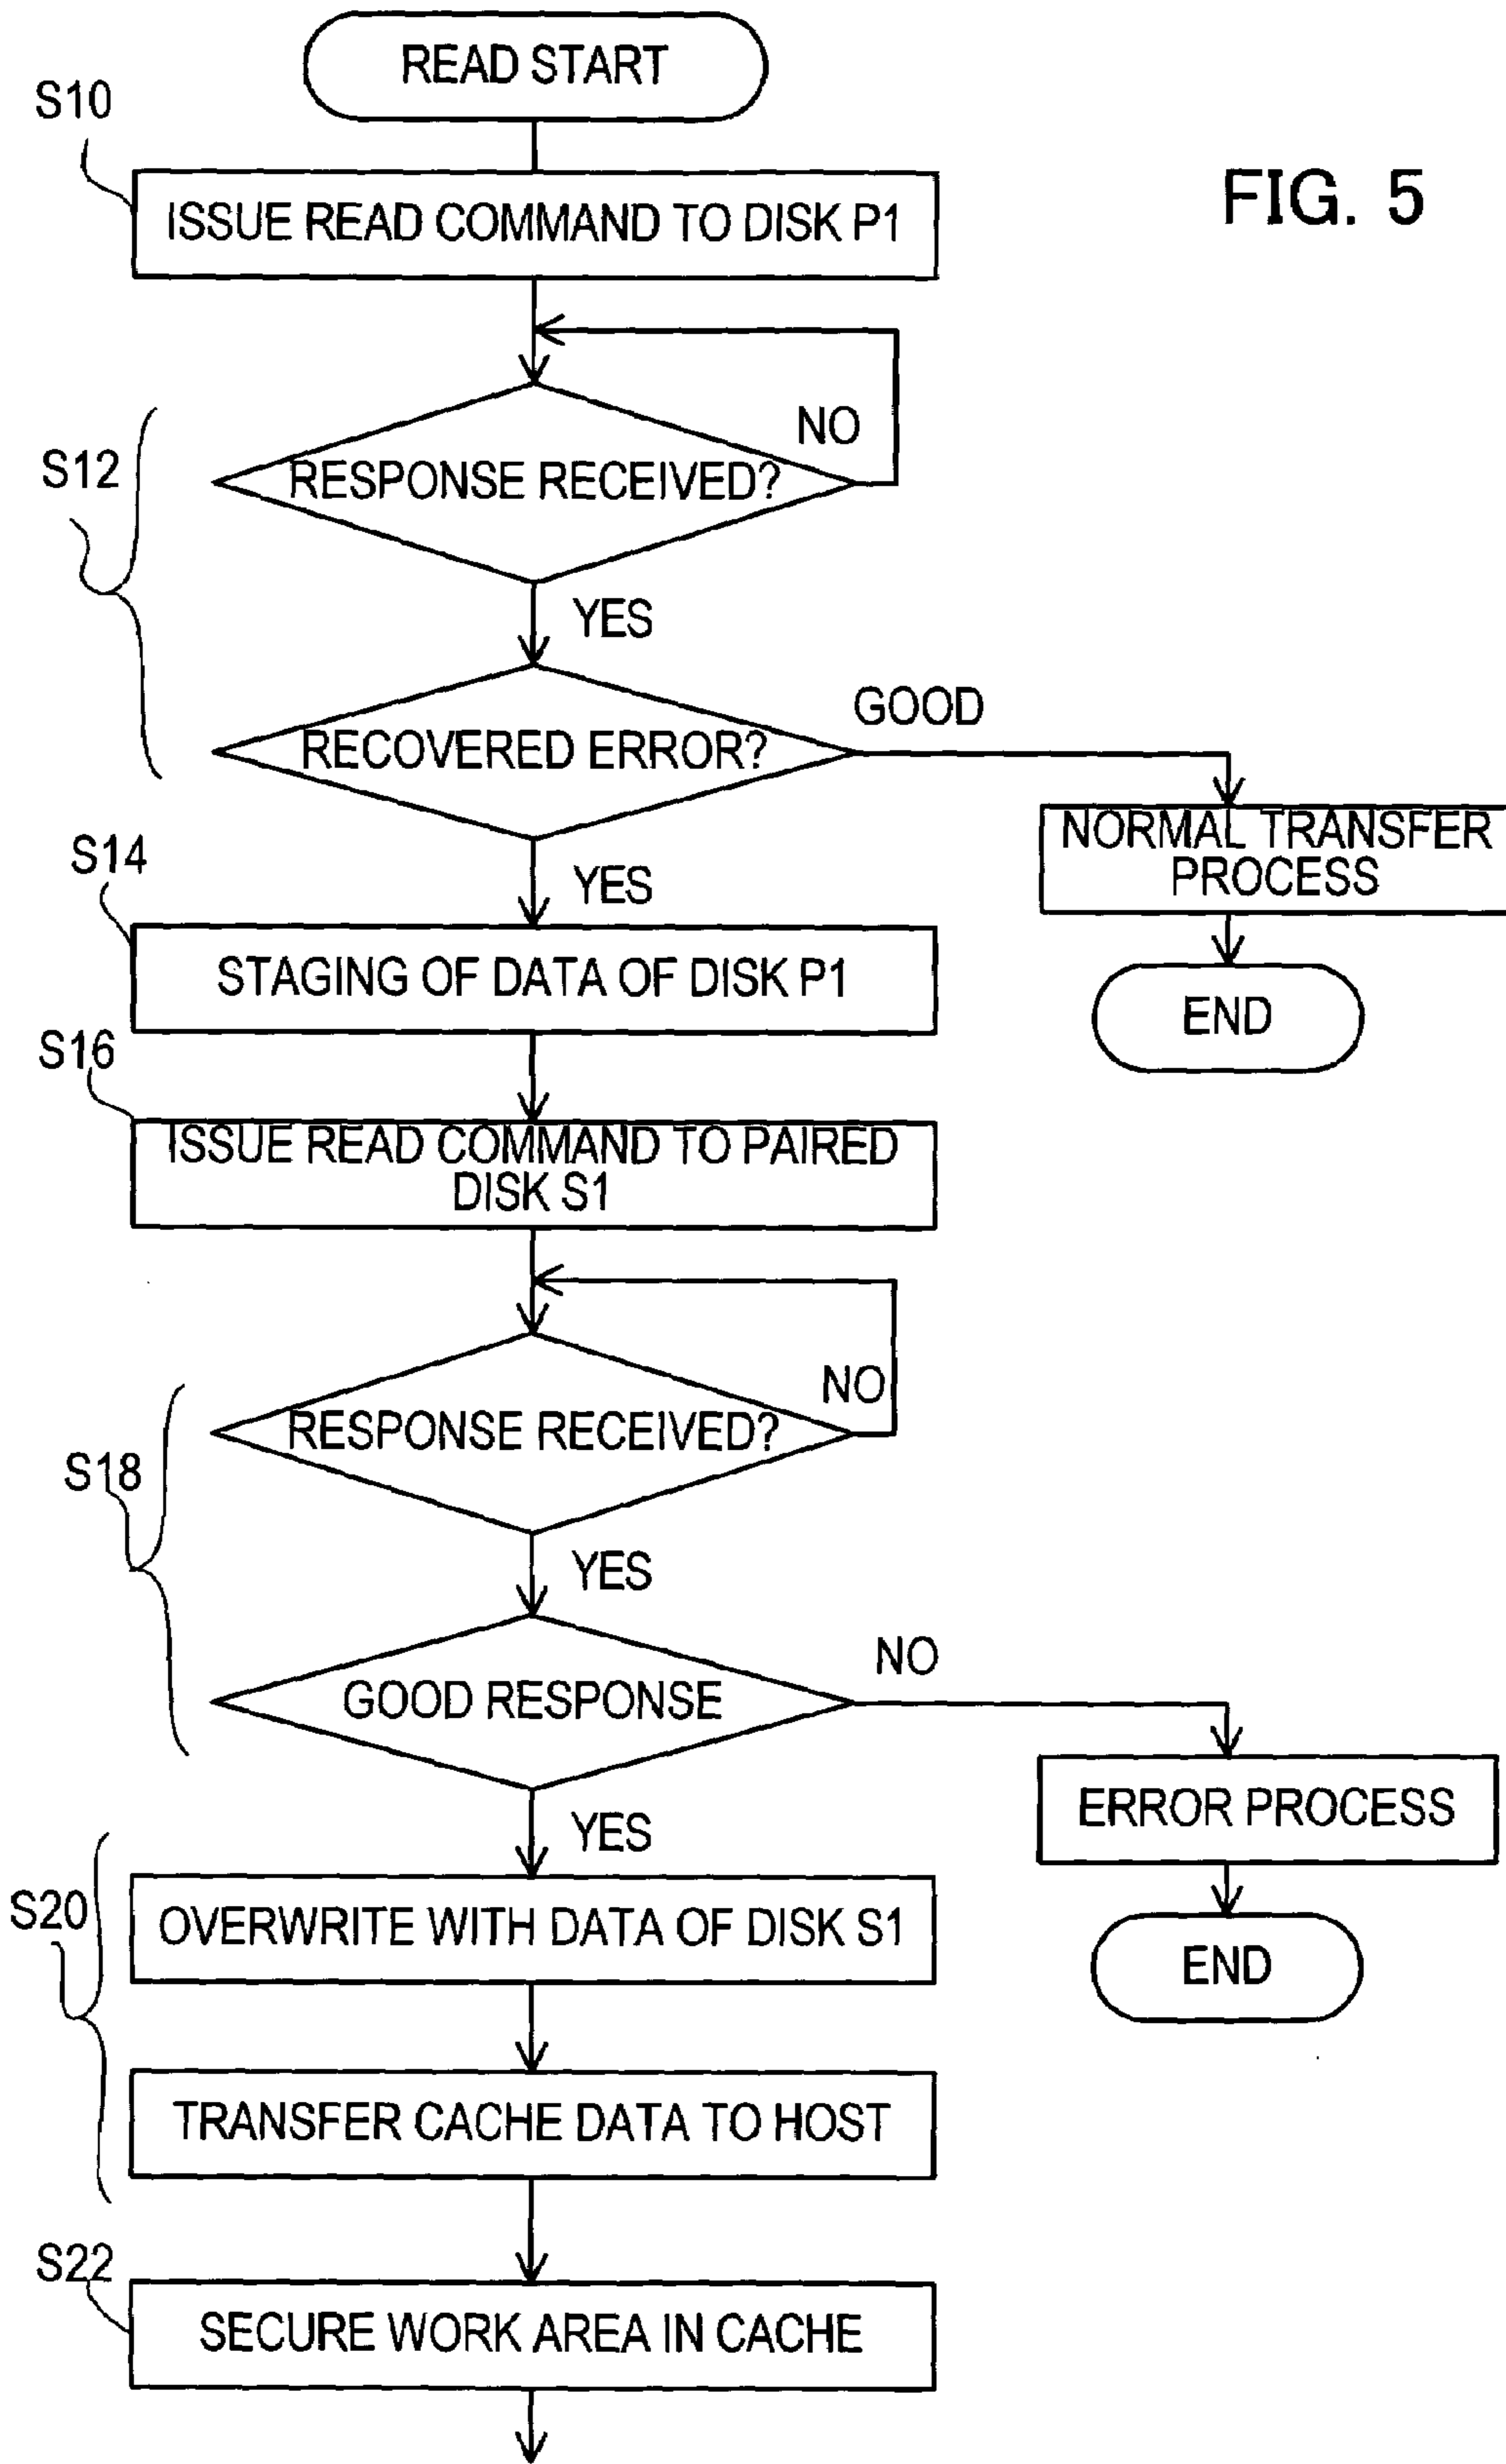 READ START
S10
ISSUE READ COMMAND TO DISK P1
FIG. 5
NO
S12
RESPONSE RECEIVED?
YES
GOOD
RECOVERED ERROR?
NORMAL TRANSFER
PROCESS
S14
YES
STAGING OF DATA OF DISK P1
END
S16
ISSUE READ COMMAND TO PAIRED
DISK S1
NO
RESPONSE RECEIVED?
S18
YES
NO
GOOD RESPONSE
ERROR PROCESS
YES
S20
OVERWRITE WITH DATA OF DISK S1
END
TRANSFER CACHE DATA TO HOST
S22
SECURE WORK AREA IN CACHE